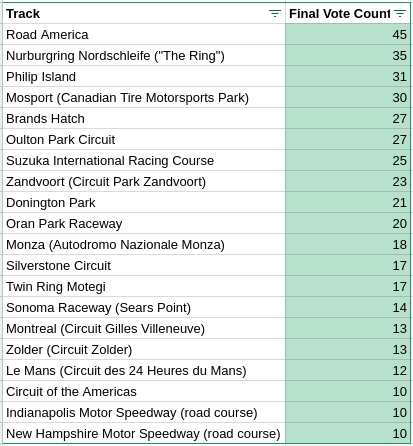 Track Final Vote Count
Road America 45
Nurburgring Nordschleife ("The Ring") 35
Philip Island 31
Mosport (Canadian Tire Motorsports Park) 30
Brands Hatch 27
Oulton Park Circuit 27
Suzuka International Racing Course 25
Zandvoort (Circuit Park Zandvoort) 23
Donington Park 21
Oran Park Raceway 20
Monza (Autodromo Nazionale Monza) 18
Silverstone Circuit 17
Twin Ring Motegi 17
Sonoma Raceway (Sears Point) 14
Montreal (Circuit Gilles Villeneuve) 13
Zolder (Circuit Zolder) 13
Le Mans (Circuit des 24 Heures du Mans) 12
Circuit of the Americas 10
Indianapolis Motor Speedway (road course) 10
New Hampshire Motor Speedway (road course) 10